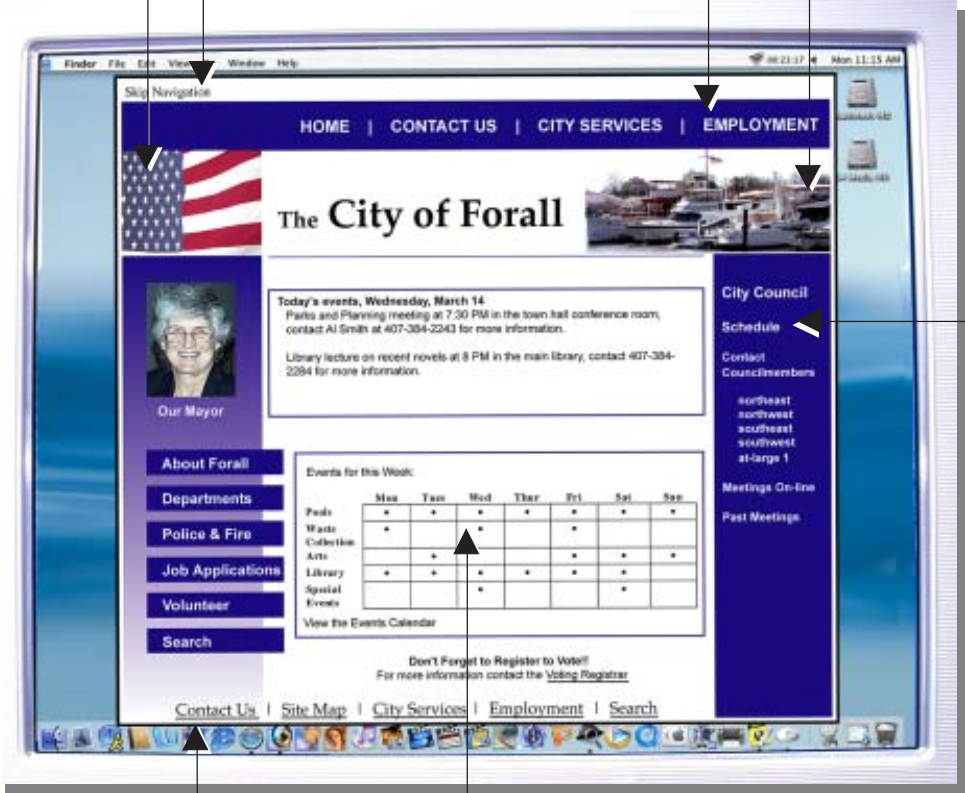 Finder File Edit View Window Help Mon 11:15 AM
Skip Navigation
HOME | CONTACT US | CITY SERVICES | EMPLOYMENT
The City of Forall
Our Mayor
About Forall
Departments
Police & Fire
Job Applications
Volunteer
Search
Today's events, Wednesday, March 14
Parks and Planning meeting at 7:30 PM in the town hall conference room,
contact Al Smith at 407-384-2243 for more information.
Library lecture on recent novels at 8 PM in the main library, contact 407-384-
2284 for more information.
Events for this Week:
Mon Tues Wed Thur Fri Sat Sun
Pools
Waste
Collection
Arts
Library
Special
Events
View the Events Calendar
Don't Forget to Register to Vote!!
For more information contact the Voting Registrar
City Council
Schedule
Contact
Councilmembers
northeast
northwest
southeast
southwest
at-large 1
Meetings On-line
Past Meetings
Contact Us | Site Map | City Services | Employment | Search